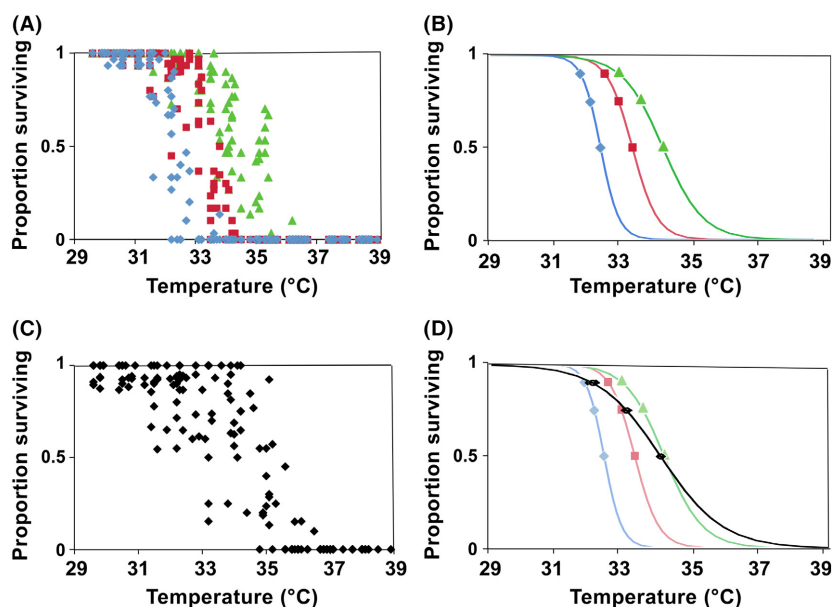 (A)
Proportion surviving
1
0.5
0
29 31 33 35 37 39
Temperature (°C)
(B)
Proportion surviving
1
0.5
0
29 31 33 35 37 39
Temperature (°C)
(C)
Proportion surviving
1
0.5
0
29 31 33 35 37 39
Temperature (°C)
(D)
Proportion surviving
1
0.5
0
29 31 33 35 37 39
Temperature (°C)